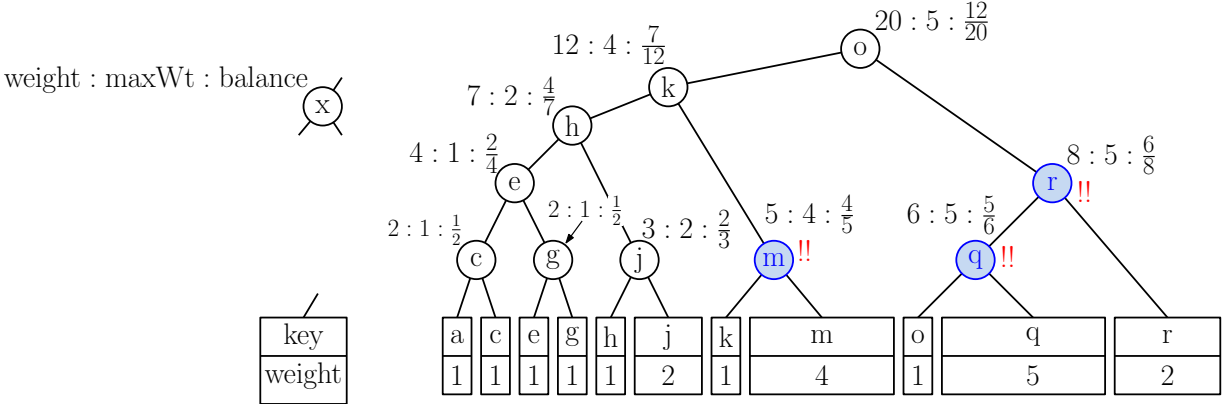 20 : 5 : 12/20
o
12 : 4 : 7/12
weight : maxWt : balance
k
7 : 2 : 4/7
x
h
4 : 1 : 2/4
8 : 5 : 6/8
e
r
!!
2 : 1 : 1/2
2 : 1 : 1/2
3 : 2 : 2/3
5 : 4 : 4/5
6 : 5 : 5/6
c
g
j
m
!!
q
!!
key
a
c
e
g
h
j
k
m
o
q
r
weight
1
1
1
1
1
2
1
4
1
5
2